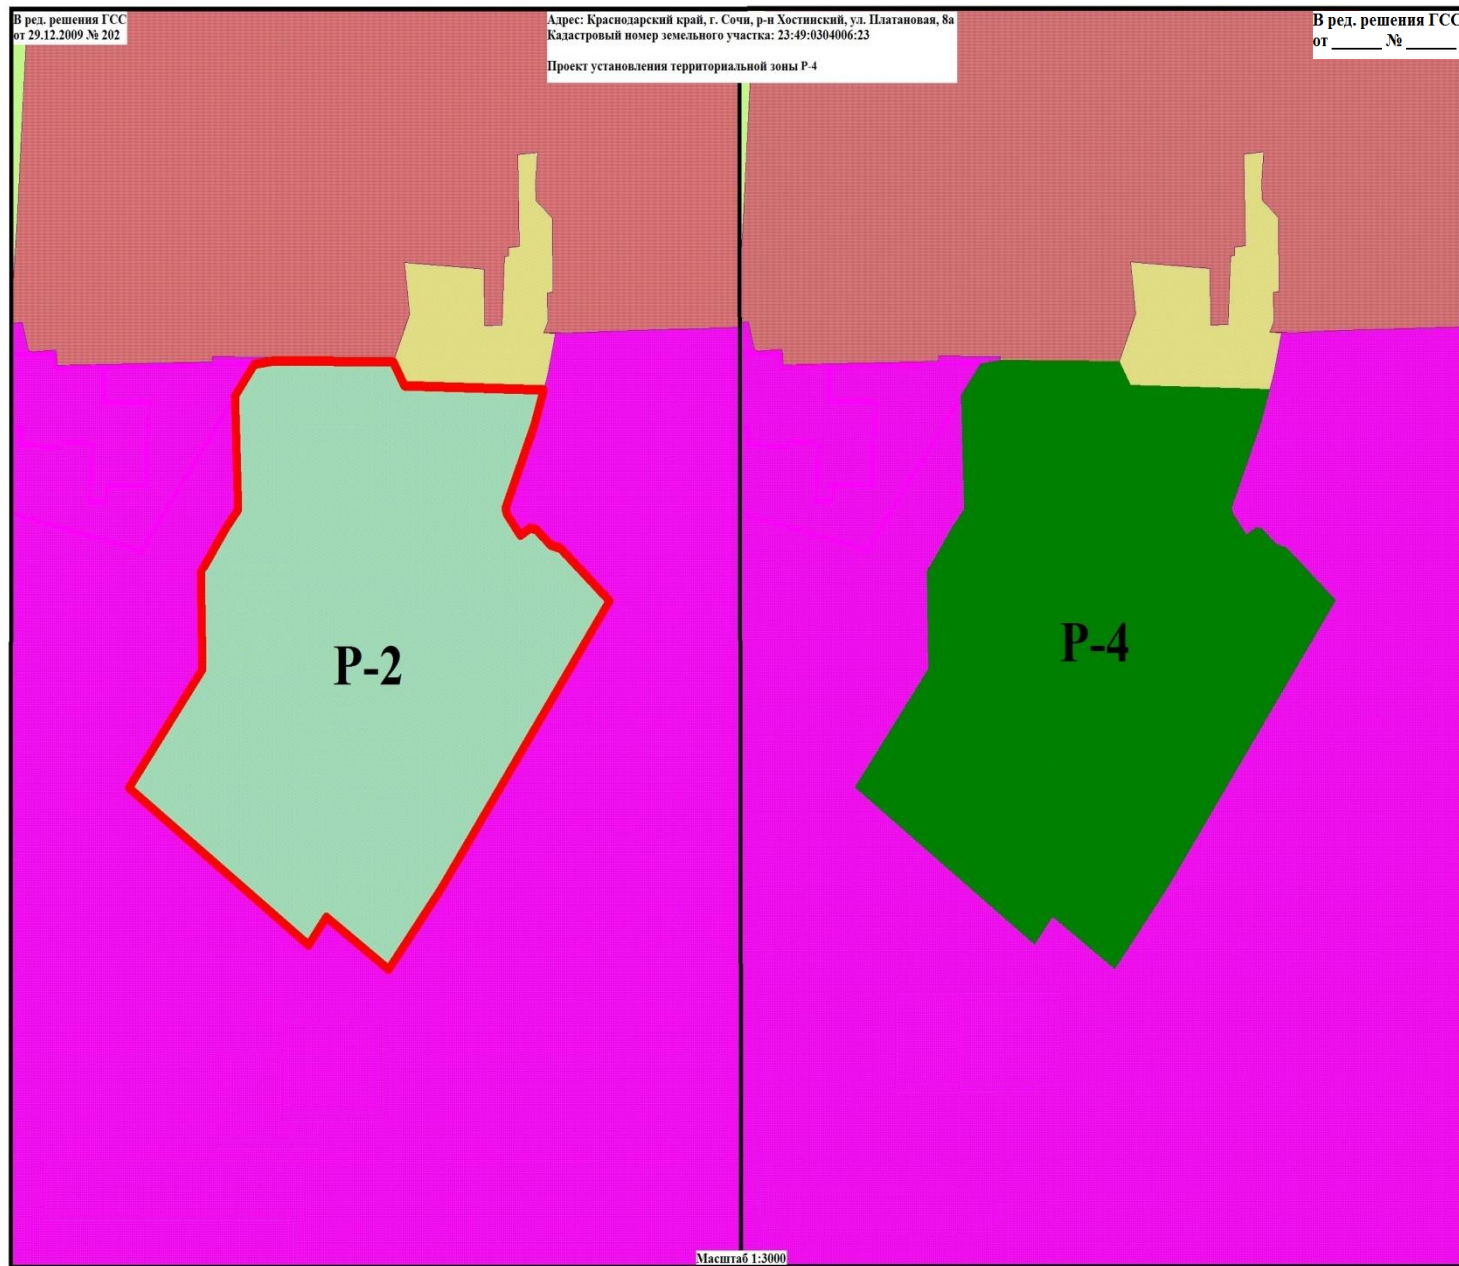 В ред. решения ГСС
от 29.12.2009 № 202
Адрес: Краснодарский край, г. Сочи, р-н Хостинский, ул. Платановая, 8а
Кадастровый номер земельного участка: 23:49:0304006:23
Проект установления территориальной зоны Р-4
В ред. решения ГСС
от ______ № ______
Р-2
Р-4
Масштаб 1:3000